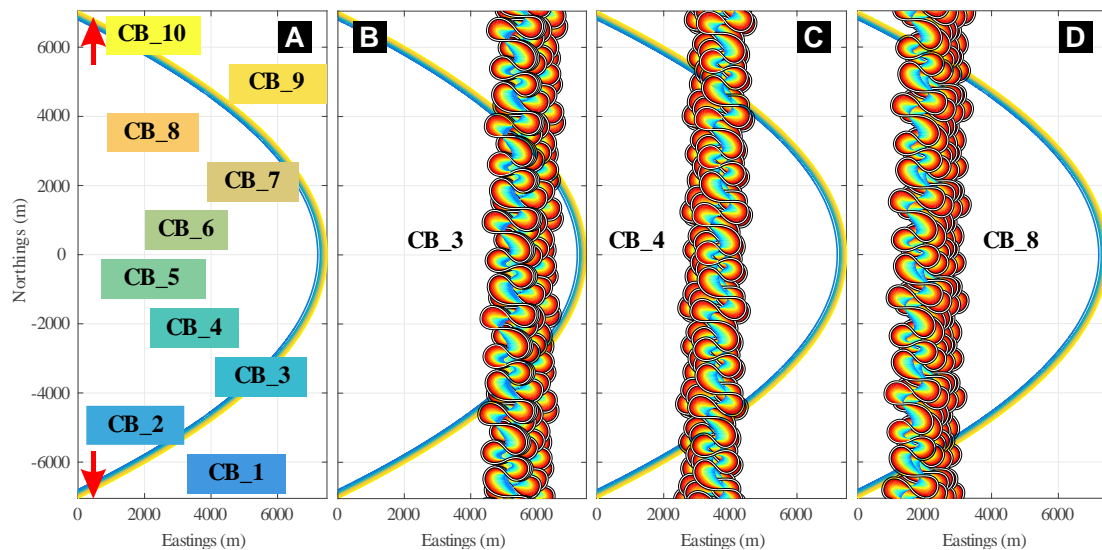 A
B
C
D
CB_10
CB_9
CB_8
CB_7
CB_6
CB_5
CB_4
CB_3
CB_2
CB_1
CB_3
CB_4
CB_8
Northings (m)
6000
4000
2000
0
-2000
-4000
-6000
0 2000 4000 6000
0 2000 4000 6000
0 2000 4000 6000
0 2000 4000 6000
Eastings (m)
Eastings (m)
Eastings (m)
Eastings (m)